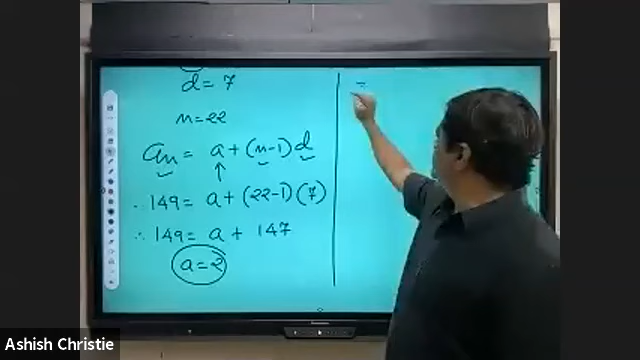 d = 7
n = 22
an = a + (n-1) d
∴ 149 = a + (22-1) (7)
∴ 149 = a + 147
a = 2
=
Ashish Christie